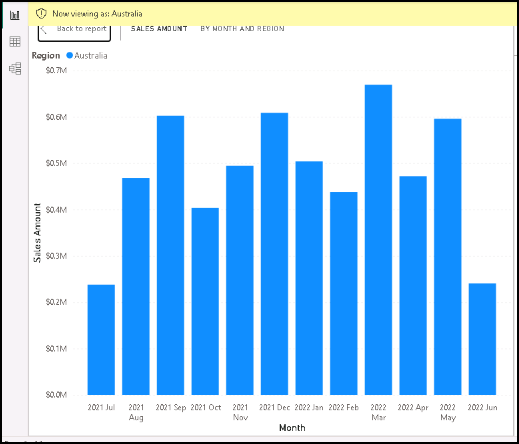 Now viewing as: Australia
Back to report
SALES AMOUNT
BY MONTH AND REGION
Region
Australia
$0.7M
$0.6M
$0.5M
$0.4M
$0.3M
$0.2M
$0.1M
$0.0M
Sales Amount
2021 Jul
2021
Aug
2021 Sep
2021 Oct
2021
Nov
2021 Dec
2022 Jan
2022 Feb
2022
Mar
2022 Apr
2022
May
2022 Jun
Month